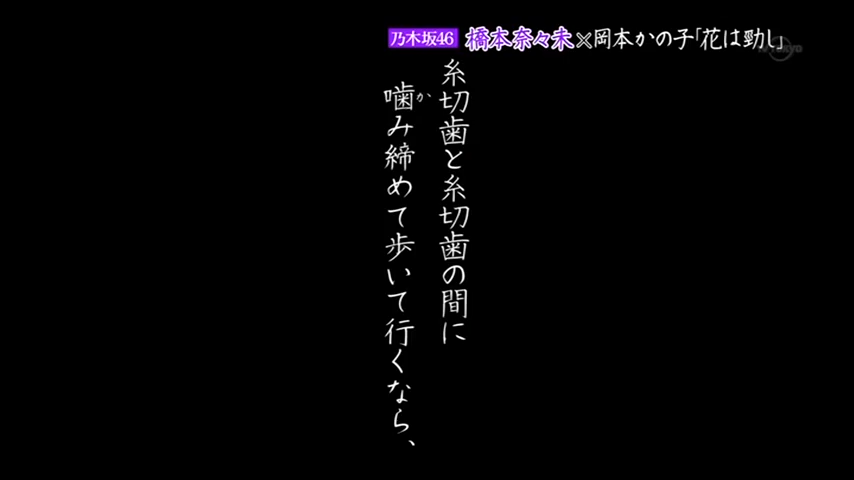 乃木坂46 橋本奈々未×岡本かの子「花は勁し」
糸切歯と糸切歯の間に
噛み締めて歩いて行くなら、
か